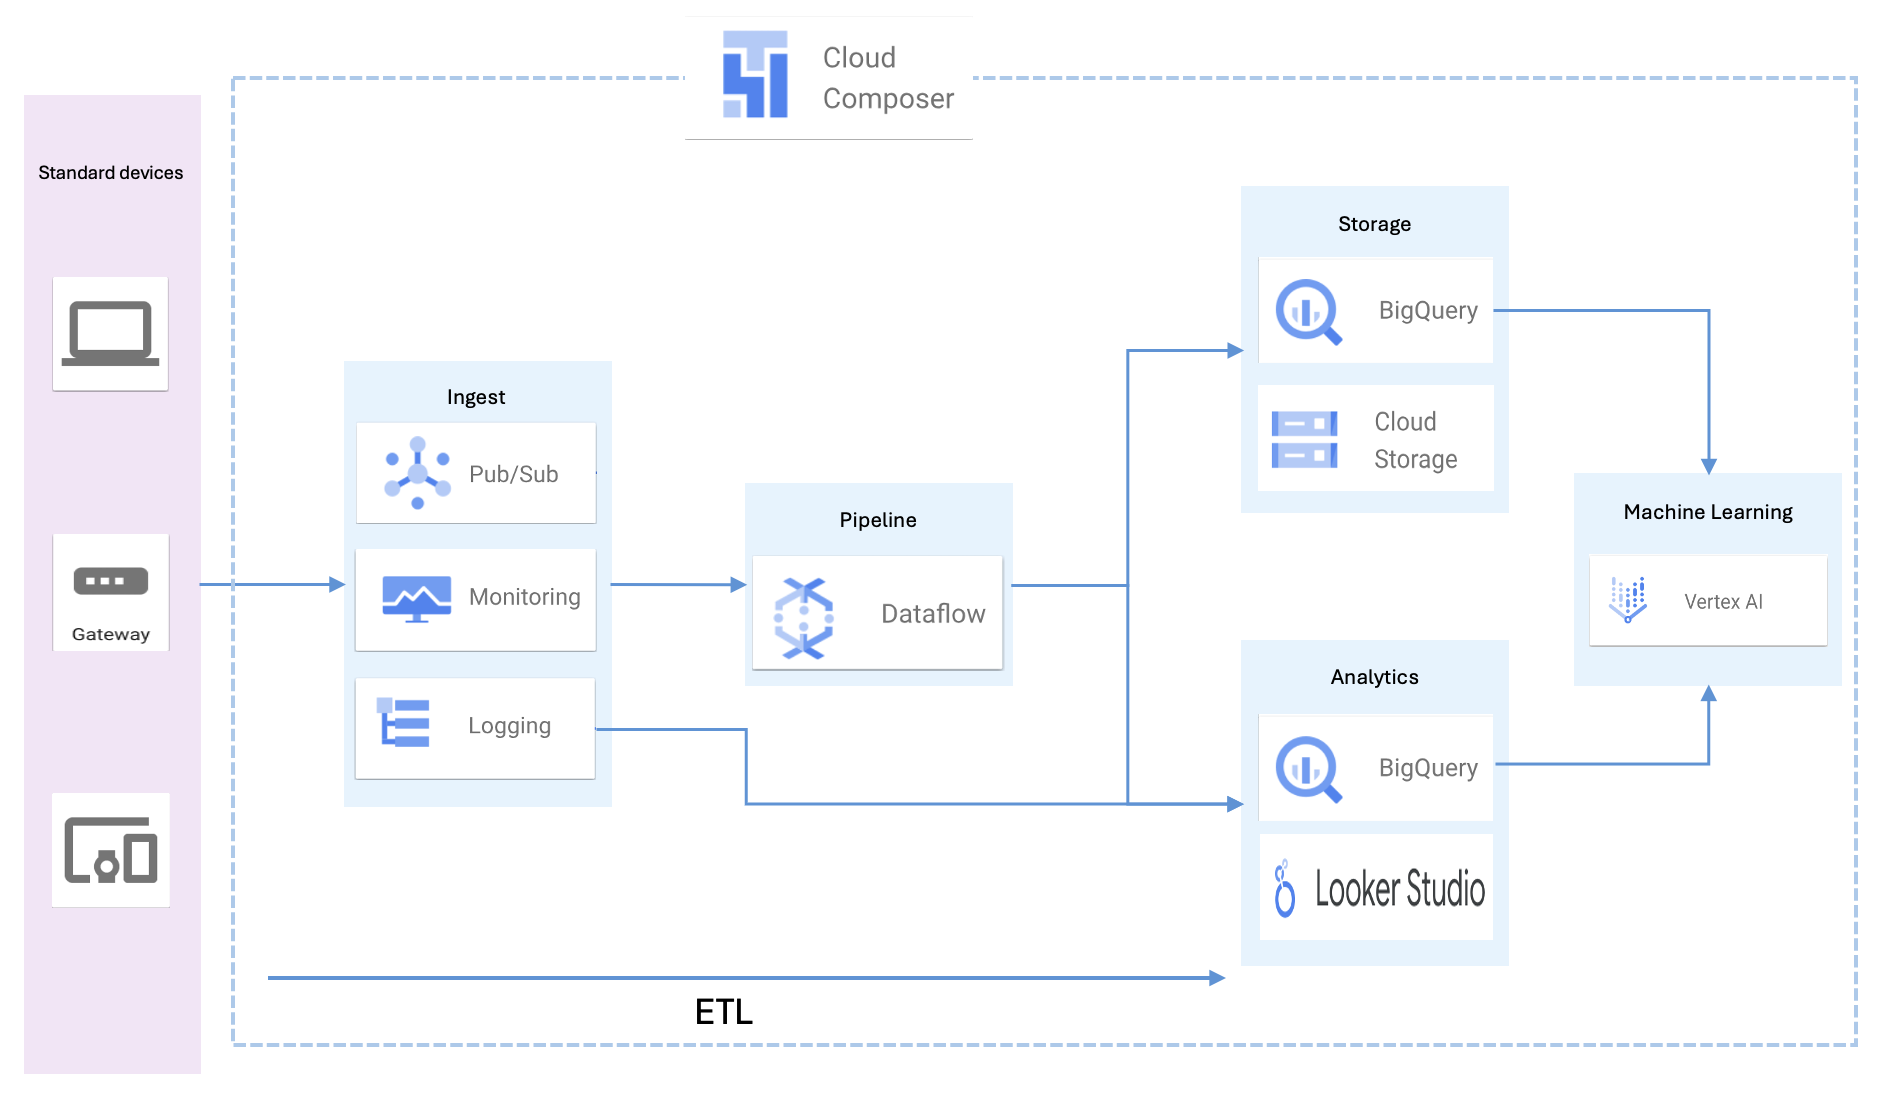 Cloud
Composer
Standard devices
Gateway
Ingest
Pub/Sub
Monitoring
Logging
Pipeline
Dataflow
Storage
BigQuery
Cloud
Storage
Analytics
BigQuery
Looker Studio
Machine Learning
Vertex AI
ETL